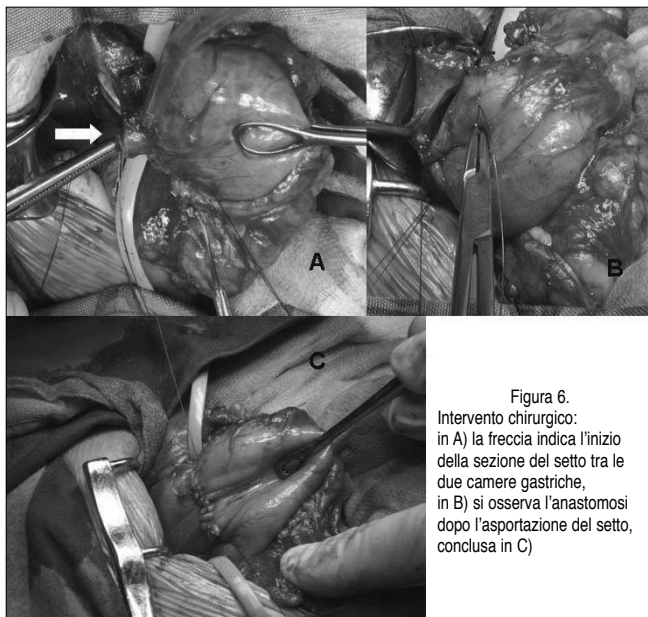 A
B
C
Figura 6.
Intervento chirurgico:
in A) la freccia indica l'inizio
della sezione del setto tra le
due camere gastriche,
in B) si osserva l'anastomosi
dopo l'asportazione del setto,
conclusa in C)